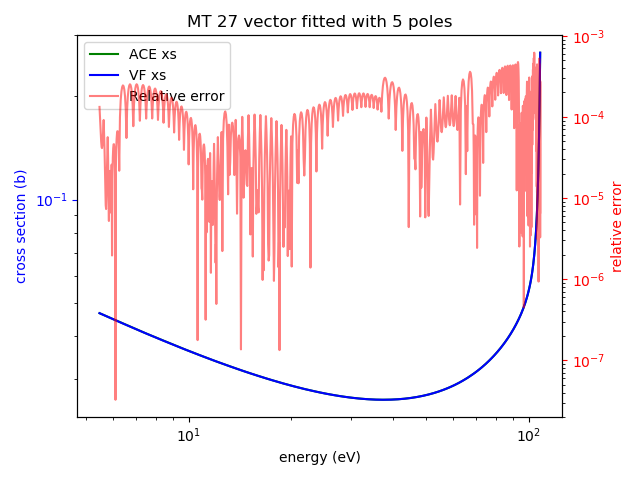 MT 27 vector fitted with 5 poles
ACE xs
VF xs
Relative error
cross section (b)
10⁻¹
10⁻³
10⁻⁴
10⁻⁵
10⁻⁶
10⁻⁷
relative error
10¹
10²
energy (eV)